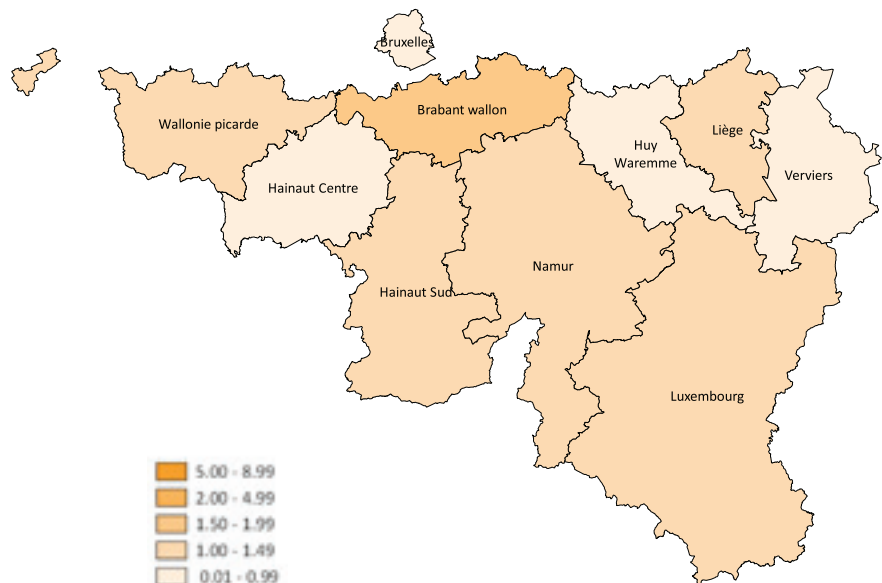 Bruxelles
Brabant wallon
Wallonie picarde
Liège
Huy
Waremme
Verviers
Hainaut Centre
Namur
Hainaut Sud
Luxembourg
5.00 - 8.99
2.00 - 4.99
1.50 - 1.99
1.00 - 1.49
0.01 - 0.99